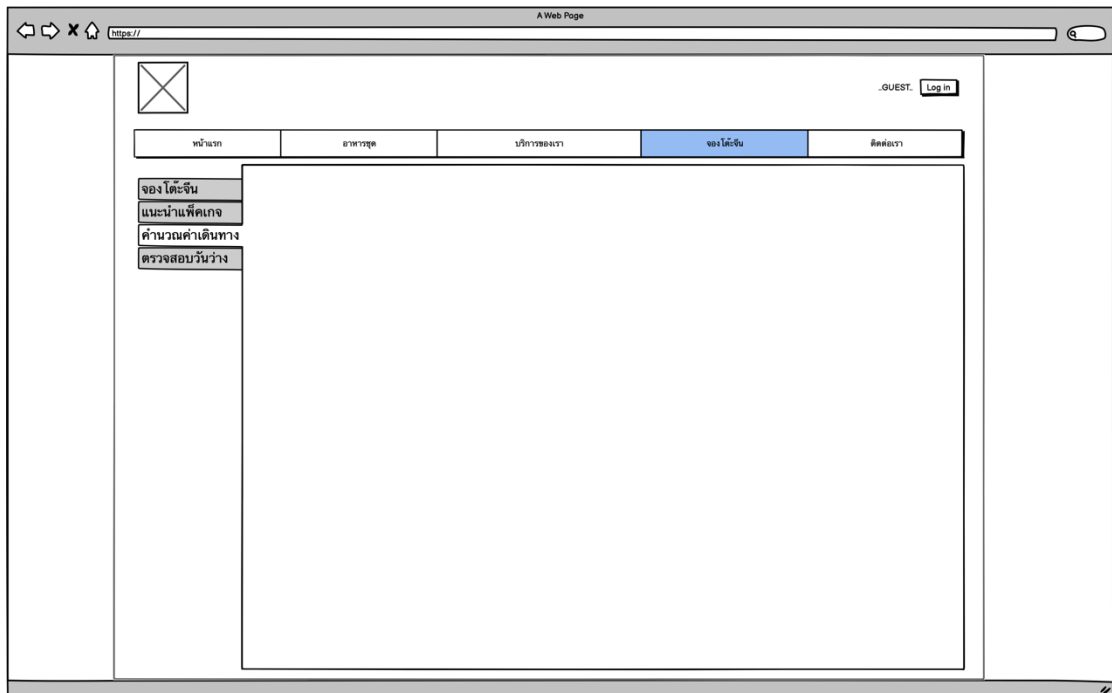 A Web Page
https://
..GUEST.. Log in
หน้าแรก อาหารชุด บริการของเรา จองโต๊ะจีน ติดต่อเรา
จองโต๊ะจีน
แนะนำแพ็คเกจ
คำนวณค่าเดินทาง
ตรวจสอบวันว่าง